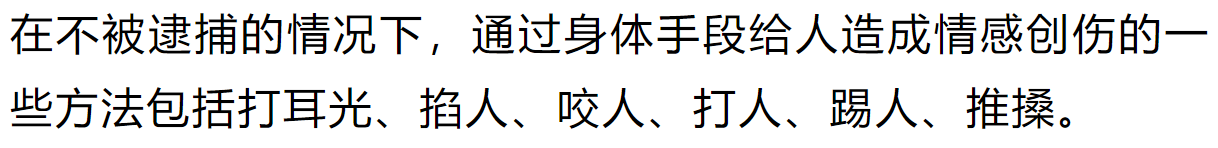 在不被逮捕的情况下，通过身体手段给人造成情感创伤的一
些方法包括打耳光、掐人、咬人、打人、踢人、推搡。